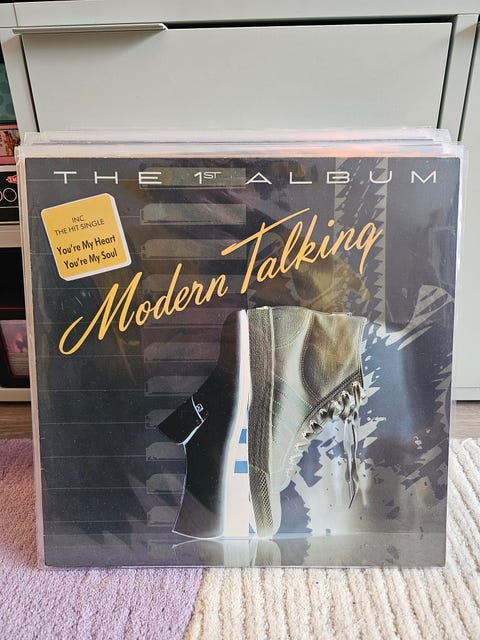 THE 1ST ALBUM
INC.
THE HIT SINGLE
You're My Heart
You're My Soul
Modern Talking